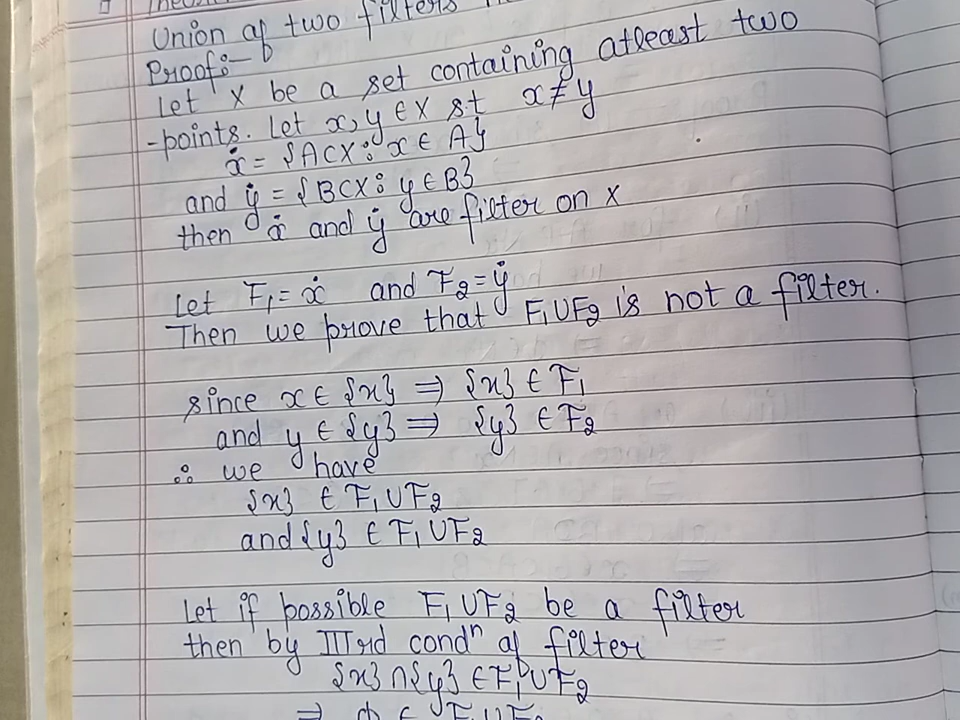 Union of two filters
Proof:-
Let X be a set containing atleast two
-points. Let x, y ∈ X s.t x ≠ y
ẋ = {A⊂X: x ∈ A}
and ẏ = {B⊂X: y ∈ B}
then ẋ and ẏ are filter on X
Let F₁ = ẋ and F₂ = ẏ
Then we prove that F₁∪F₂ is not a filter.
since x ∈ {x} ⇒ {x} ∈ F₁
and y ∈ {y} ⇒ {y} ∈ F₂
∴ we have
{x} ∈ F₁∪F₂
and {y} ∈ F₁∪F₂
Let if possible F₁∪F₂ be a filter
then by IIIrd condⁿ of filter
{x}∩{y} ∈ F₁∪F₂
⇒ ϕ ∈ F₁∪F₂